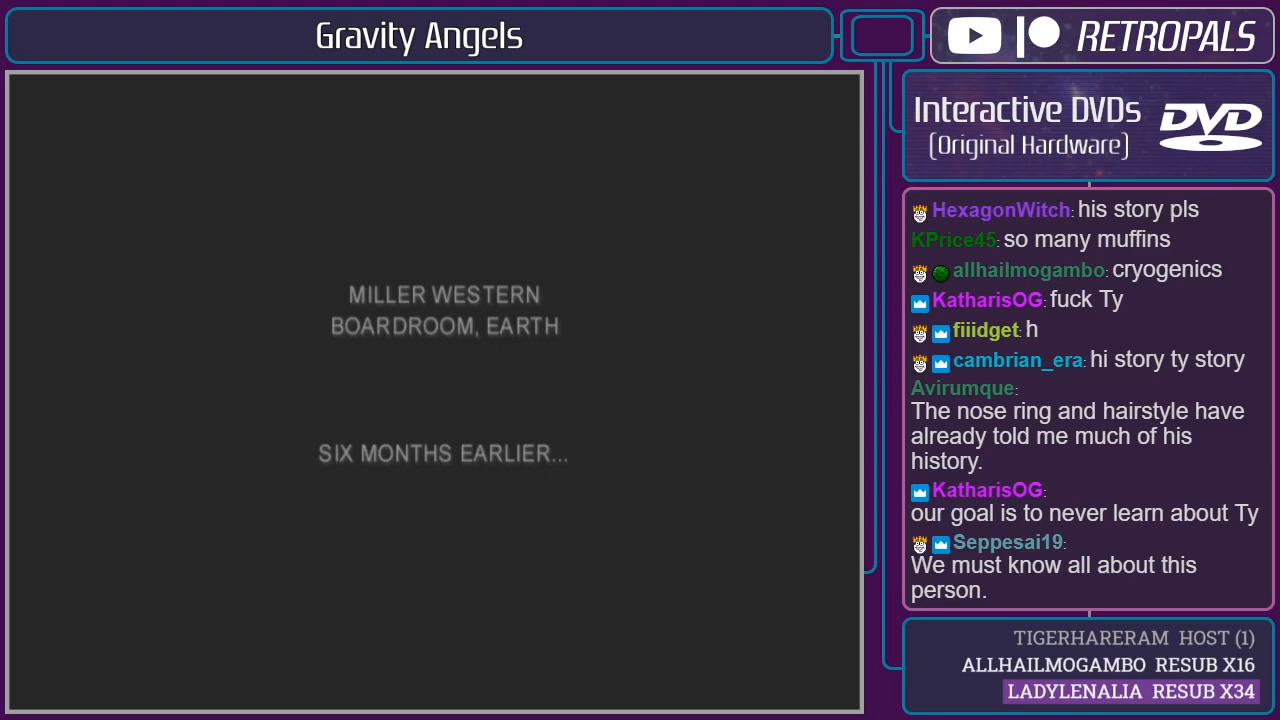 Gravity Angels
RETROPALS
Interactive DVDs
(Original Hardware)
DVD
MILLER WESTERN
BOARDROOM, EARTH
SIX MONTHS EARLIER...
HexagonWitch: his story pls
KPrice45: so many muffins
allhailmogambo: cryogenics
KatharisOG: fuck Ty
fiiidget: h
cambrian_era: hi story ty story
Avirumque:
The nose ring and hairstyle have
already told me much of his
history.
KatharisOG:
our goal is to never learn about Ty
Seppesai19:
We must know all about this
person.
TIGERHARERAM HOST (1)
ALLHAILMOGAMBO RESUB X16
LADYLENALIA RESUB X34